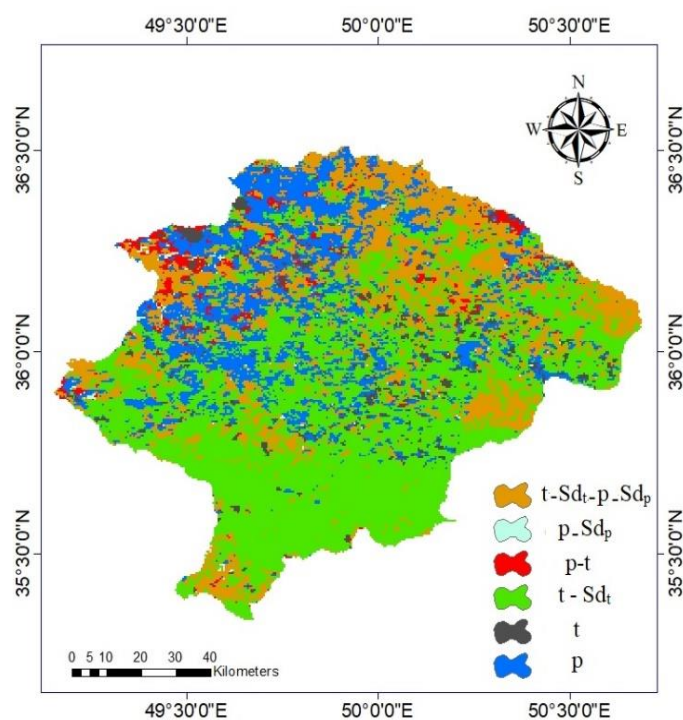 49°30'0"E 50°0'0"E 50°30'0"E
N
W E
S
36°30'0"N 36°30'0"N
36°0'0"N 36°0'0"N
35°30'0"N 35°30'0"N
t-Sdt-p-Sdp
p-Sdp
p-t
t - Sdt
t
p
0 5 10 20 30 40
Kilometers
49°30'0"E 50°0'0"E 50°30'0"E